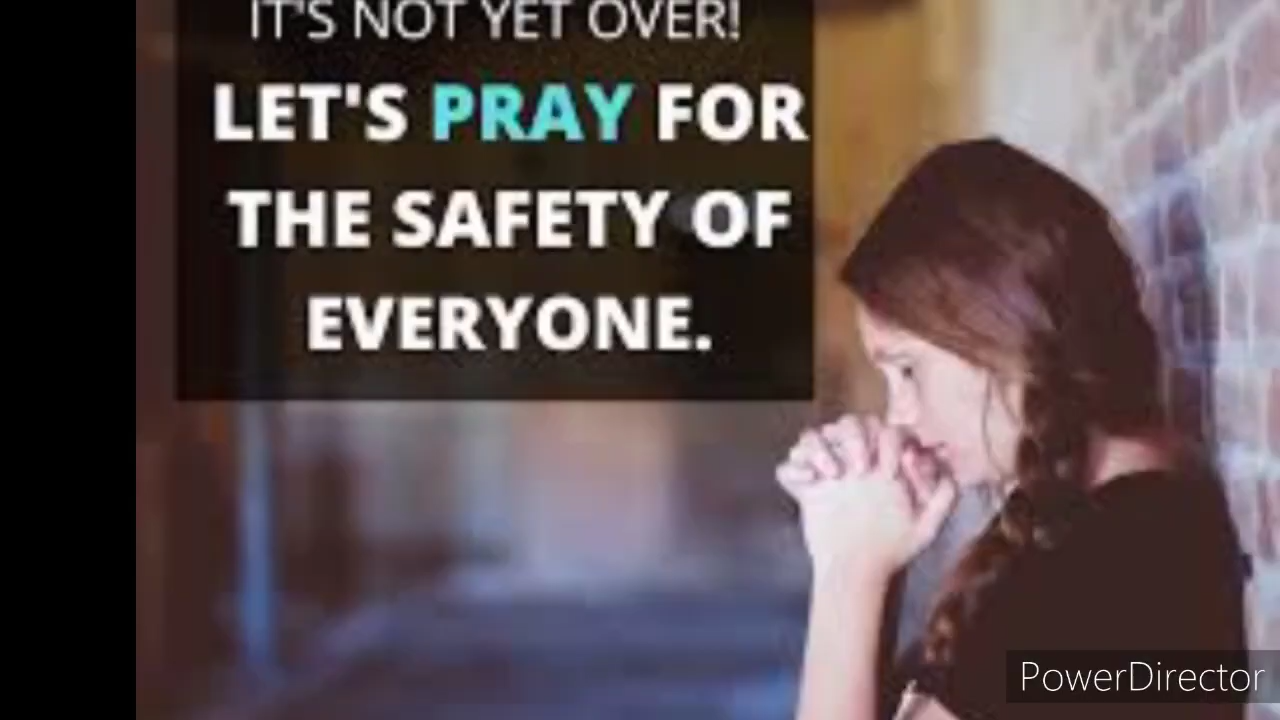 IT'S NOT YET OVER!
LET'S PRAY FOR
THE SAFETY OF
EVERYONE.
PowerDirector